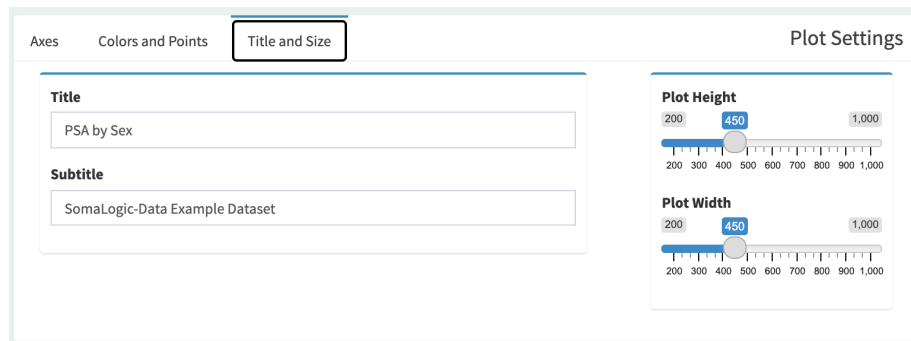 Axes Colors and Points Title and Size Plot Settings
Title
PSA by Sex
Subtitle
SomaLogic-Data Example Dataset
Plot Height
200 450 1,000
200 300 400 500 600 700 800 900 1,000
Plot Width
200 450 1,000
200 300 400 500 600 700 800 900 1,000